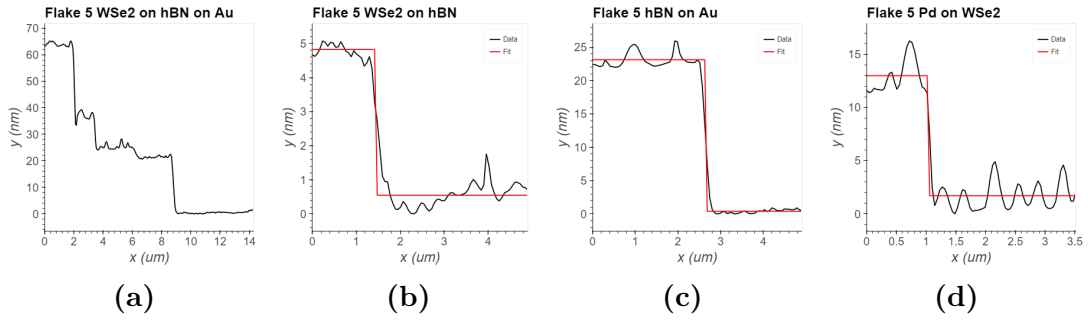 Flake 5 WSe2 on hBN on Au
70
60
50
40
30
20
10
0
y (nm)
0 2 4 6 8 10 12 14
x (um)
(a)
Flake 5 WSe2 on hBN
Data
Fit
5
4
3
2
1
0
y (nm)
0 2 4
x (um)
(b)
Flake 5 hBN on Au
Data
Fit
25
20
15
10
5
0
y (nm)
0 2 4
x (um)
(c)
Flake 5 Pd on WSe2
Data
Fit
15
10
5
0
y (nm)
0 0.5 1 1.5 2 2.5 3 3.5
x (um)
(d)